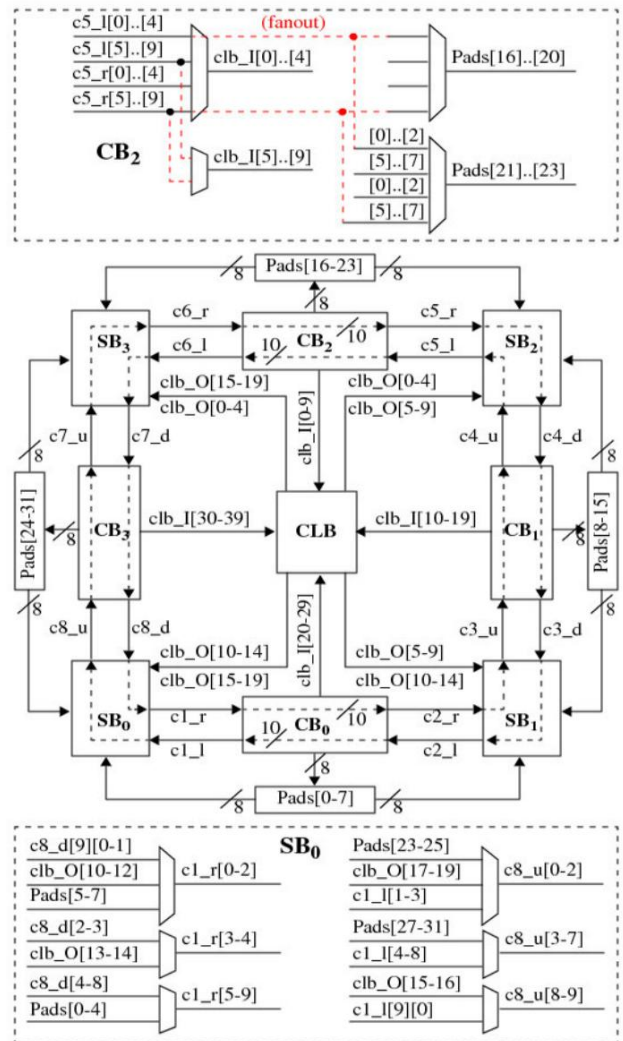 c5_l[0]..[4]
(fanout)
c5_l[5]..[9]
clb_I[0]..[4]
Pads[16]..[20]
c5_r[0]..[4]
c5_r[5]..[9]
CB2
clb_I[5]..[9]
[0]..[2]
[5]..[7]
[0]..[2]
[5]..[7]
Pads[21]..[23]
8 Pads[16-23] 8
8
SB3 c6_r CB2 c5_r SB2
10 10
c6_l c5_l
clb_O[15-19] clb_O[0-4]
clb_O[0-4] clb_O[5-9]
clb_I[0-9]
c7_u c7_d c4_u c4_d
8 8
Pads[24-31] 8 CB3 clb_I[30-39] CLB clb_I[10-19] CB1 8 Pads[8-15]
8 8
c8_u c8_d c3_u c3_d
clb_I[20-29]
clb_O[10-14] clb_O[5-9]
clb_O[15-19] clb_O[10-14]
SB0 c1_r CB0 c2_r SB1
10 10
c1_l c2_l
8
8 Pads[0-7] 8
SB0
c8_d[9][0-1]
clb_O[10-12]
Pads[5-7]
c1_r[0-2]
c8_d[2-3]
clb_O[13-14]
c1_r[3-4]
c8_d[4-8]
Pads[0-4]
c1_r[5-9]
Pads[23-25]
clb_O[17-19]
c1_l[1-3]
c8_u[0-2]
Pads[27-31]
c1_l[4-8]
c8_u[3-7]
clb_O[15-16]
c1_l[9][0]
c8_u[8-9]